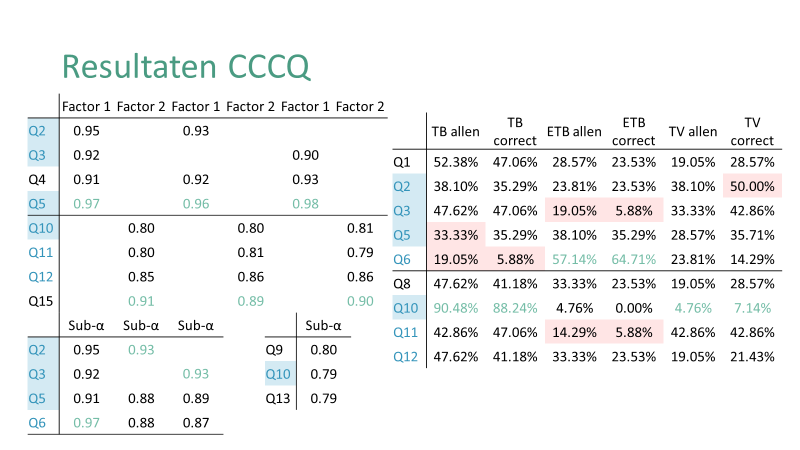 Resultaten CCCQ
Factor 1 Factor 2 Factor 1 Factor 2 Factor 1 Factor 2
Q2 0.95 0.93
Q3 0.92 0.90
Q4 0.91 0.92 0.93
Q5 0.97 0.96 0.98
Q10 0.80 0.80 0.81
Q11 0.80 0.81 0.79
Q12 0.85 0.86 0.86
Q15 0.91 0.89 0.90
Sub-α Sub-α Sub-α
Q2 0.95 0.93
Q3 0.92 0.93
Q5 0.91 0.88 0.89
Q6 0.97 0.88 0.87
Sub-α
Q9 0.80
Q10 0.79
Q13 0.79
TB allen TB correct ETB allen ETB correct TV allen TV correct
Q1 52.38% 47.06% 28.57% 23.53% 19.05% 28.57%
Q2 38.10% 35.29% 23.81% 23.53% 38.10% 50.00%
Q3 47.62% 47.06% 19.05% 5.88% 33.33% 42.86%
Q5 33.33% 35.29% 38.10% 35.29% 28.57% 35.71%
Q6 19.05% 5.88% 57.14% 64.71% 23.81% 14.29%
Q8 47.62% 41.18% 33.33% 23.53% 19.05% 28.57%
Q10 90.48% 88.24% 4.76% 0.00% 4.76% 7.14%
Q11 42.86% 47.06% 14.29% 5.88% 42.86% 42.86%
Q12 47.62% 41.18% 33.33% 23.53% 19.05% 21.43%